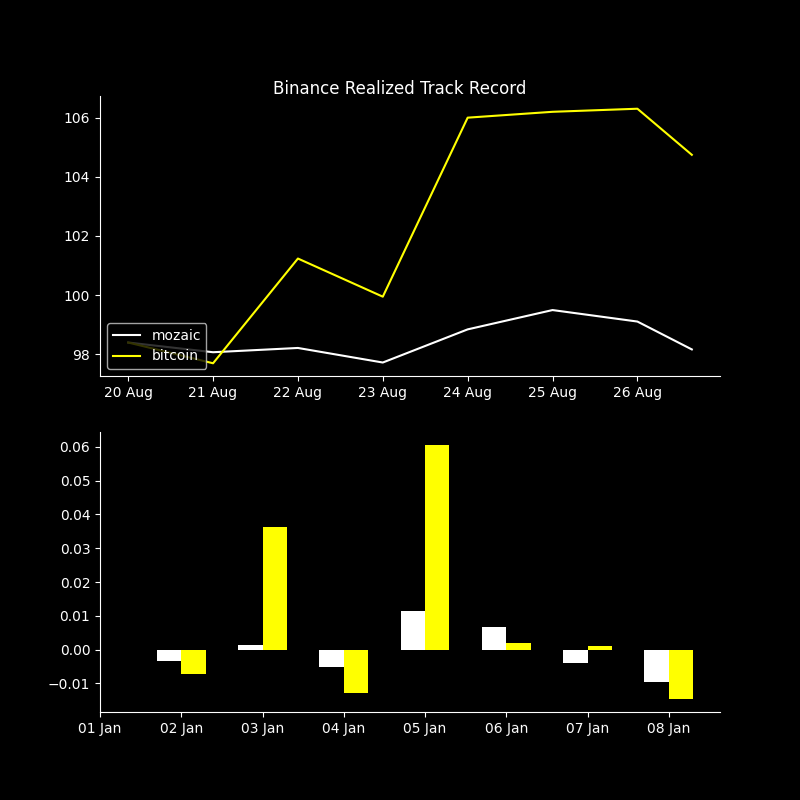 Binance Realized Track Record
106
104
102
100
98
mozaic
bitcoin
20 Aug 21 Aug 22 Aug 23 Aug 24 Aug 25 Aug 26 Aug
0.06
0.05
0.04
0.03
0.02
0.01
0.00
−0.01
01 Jan 02 Jan 03 Jan 04 Jan 05 Jan 06 Jan 07 Jan 08 Jan